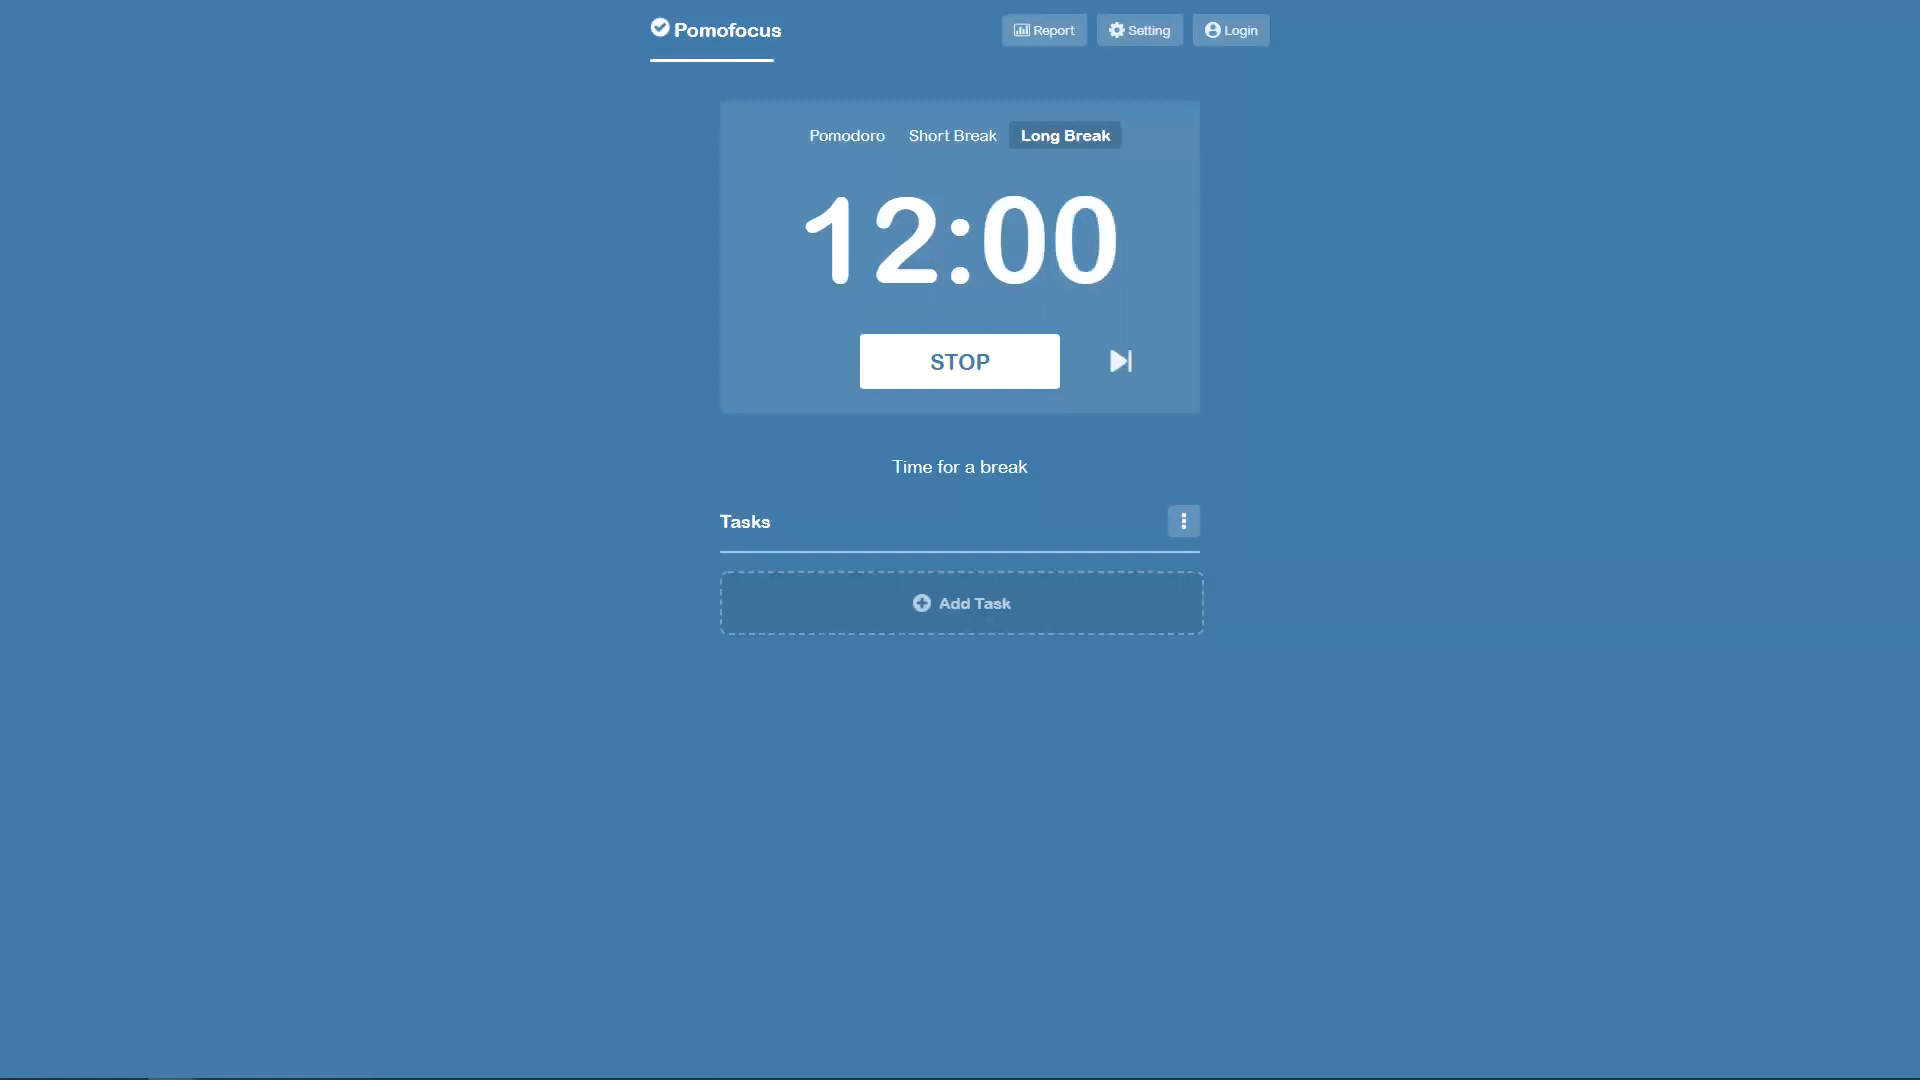 Pomofocus
Report
Setting
Login
Pomodoro
Short Break
Long Break
12:00
STOP
Time for a break
Tasks
Add Task